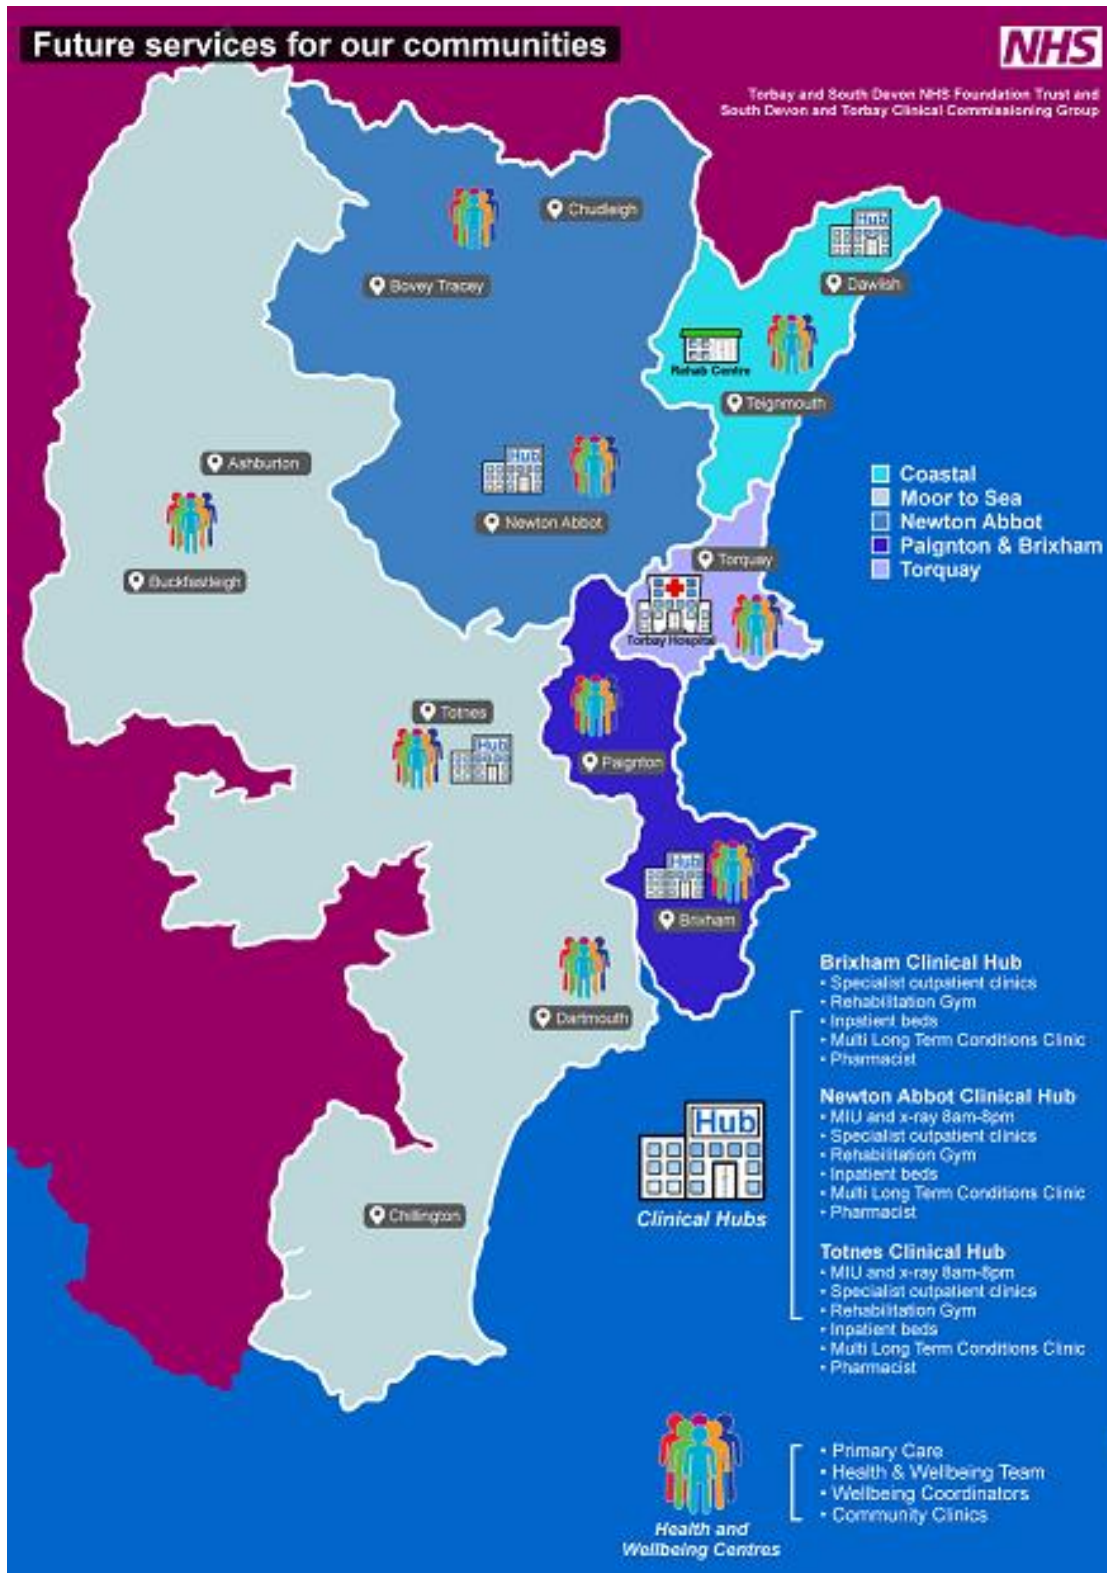 Future services for our communities
NHS
Torbay and South Devon NHS Foundation Trust and
South Devon and Torbay Clinical Commissioning Group
Chudleigh
Bovey Tracey
Hub
Dawlish
Rehab Centre
Teignmouth
Ashburton
Hub
Newton Abbot
Buckfastleigh
Coastal
Moor to Sea
Newton Abbot
Paignton & Brixham
Torquay
Torquay
Torbay Hospital
Totnes
Hub
Paignton
Hub
Brixham
Dartmouth
Chillington
Hub
Clinical Hubs
Brixham Clinical Hub
• Specialist outpatient clinics
• Rehabilitation Gym
• Inpatient beds
• Multi Long Term Conditions Clinic
• Pharmacist
Newton Abbot Clinical Hub
• MIU and x-ray 8am-8pm
• Specialist outpatient clinics
• Rehabilitation Gym
• Inpatient beds
• Multi Long Term Conditions Clinic
• Pharmacist
Totnes Clinical Hub
• MIU and x-ray 8am-8pm
• Specialist outpatient clinics
• Rehabilitation Gym
• Inpatient beds
• Multi Long Term Conditions Clinic
• Pharmacist
Health and
Wellbeing Centres
• Primary Care
• Health & Wellbeing Team
• Wellbeing Coordinators
• Community Clinics